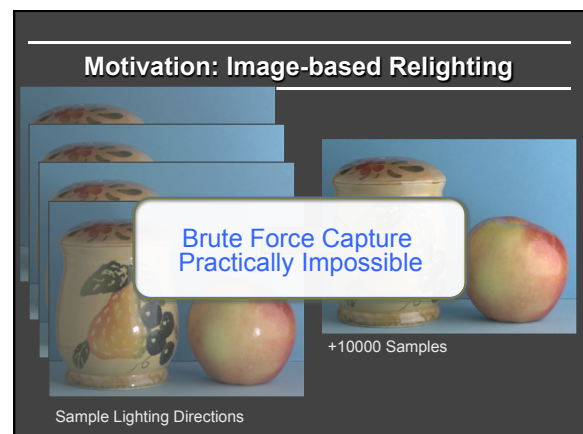 Motivation: Image-based Relighting
Brute Force Capture
Practically Impossible
+10000 Samples
Sample Lighting Directions